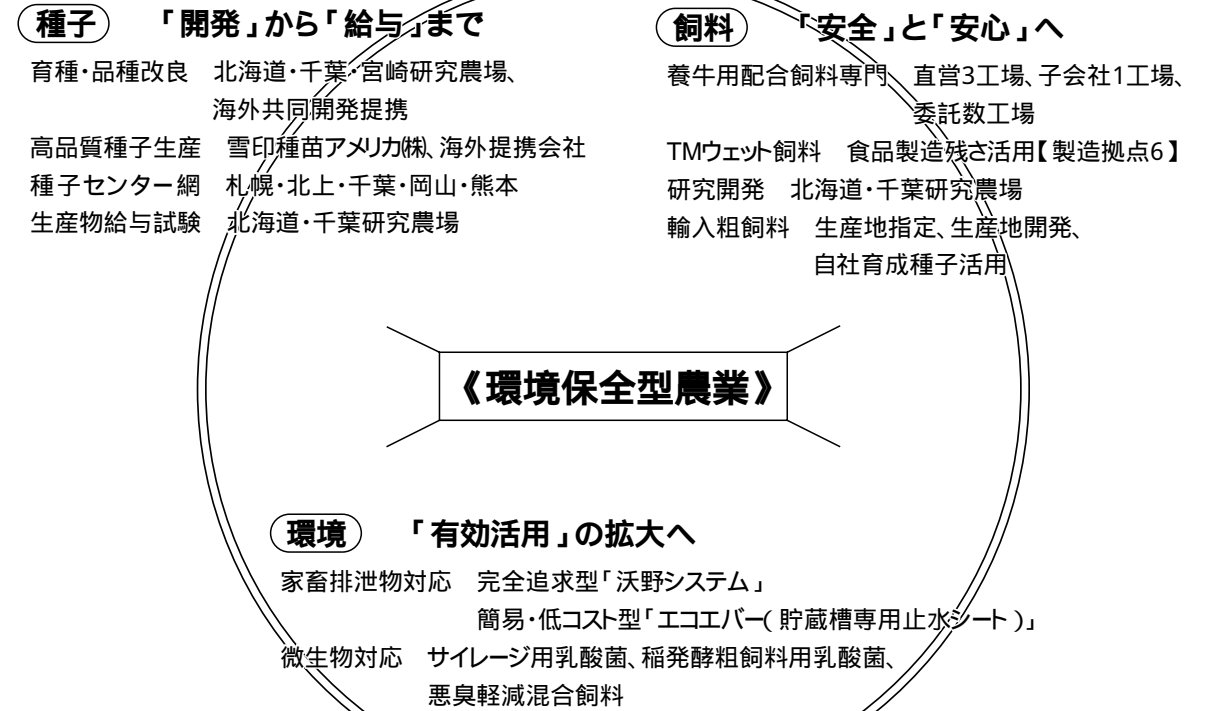 種子 「開発」から「給与」まで
育種・品種改良 北海道・千葉・宮崎研究農場、
海外共同開発提携
高品質種子生産 雪印種苗アメリカ㈱、海外提携会社
種子センター網 札幌・北上・千葉・岡山・熊本
生産物給与試験 北海道・千葉研究農場
飼料 「安全」と「安心」へ
養牛用配合飼料専門 直営3工場、子会社1工場、
委託数工場
TMウェット飼料 食品製造残さ活用【製造拠点6】
研究開発 北海道・千葉研究農場
輸入粗飼料 生産地指定、生産地開発、
自社育成種子活用
《環境保全型農業》
環境 「有効活用」の拡大へ
家畜排泄物対応 完全追求型「沃野システム」
簡易・低コスト型「エコエバー(貯蔵槽専用止水シート)」
微生物対応 サイレージ用乳酸菌、稲発酵粗飼料用乳酸菌、
悪臭軽減混合飼料